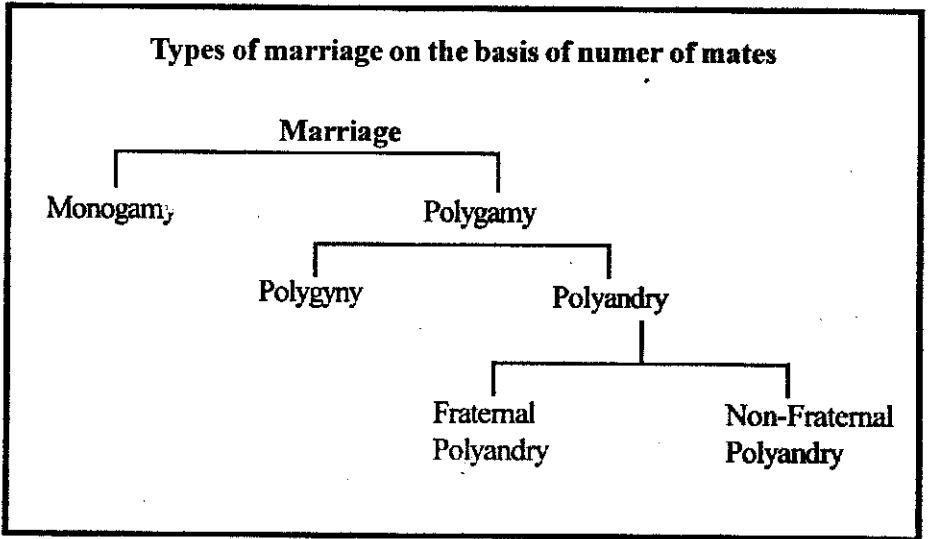 Types of marriage on the basis of numer of mates
Marriage
Monogamy
Polygamy
Polygyny
Polyandry
Fraternal
Polyandry
Non-Fraternal
Polyandry